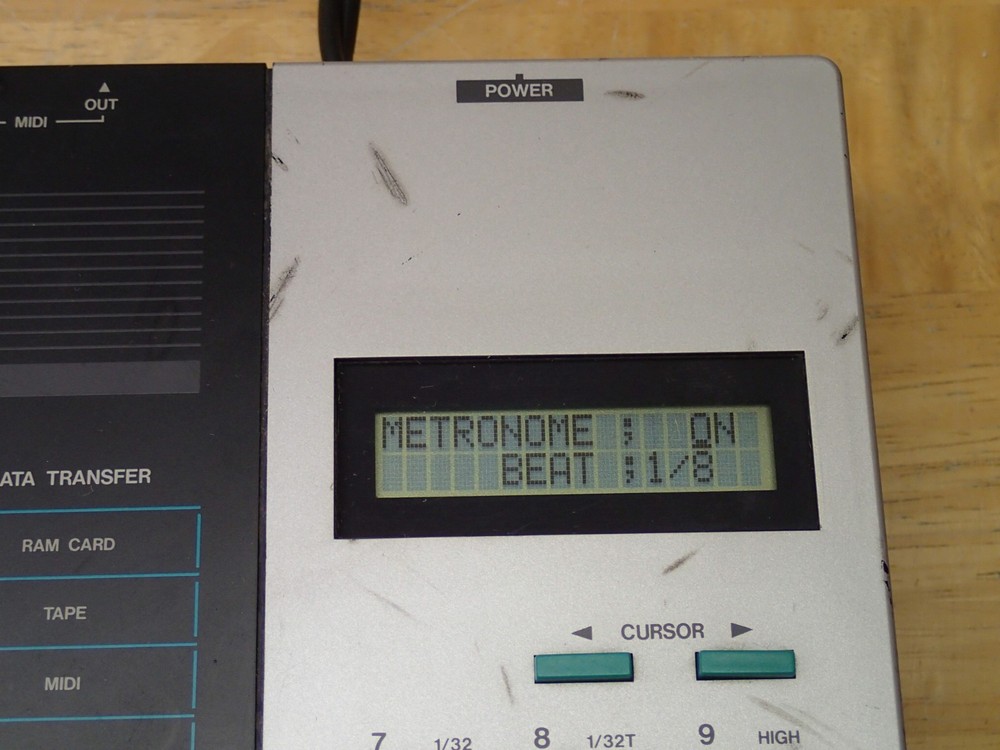 OUT
MIDI
POWER
METRONOME ; ON
BEAT ;1/8
ATA TRANSFER
RAM CARD
TAPE
MIDI
CURSOR
7 1/32 8 1/32T 9 HIGH